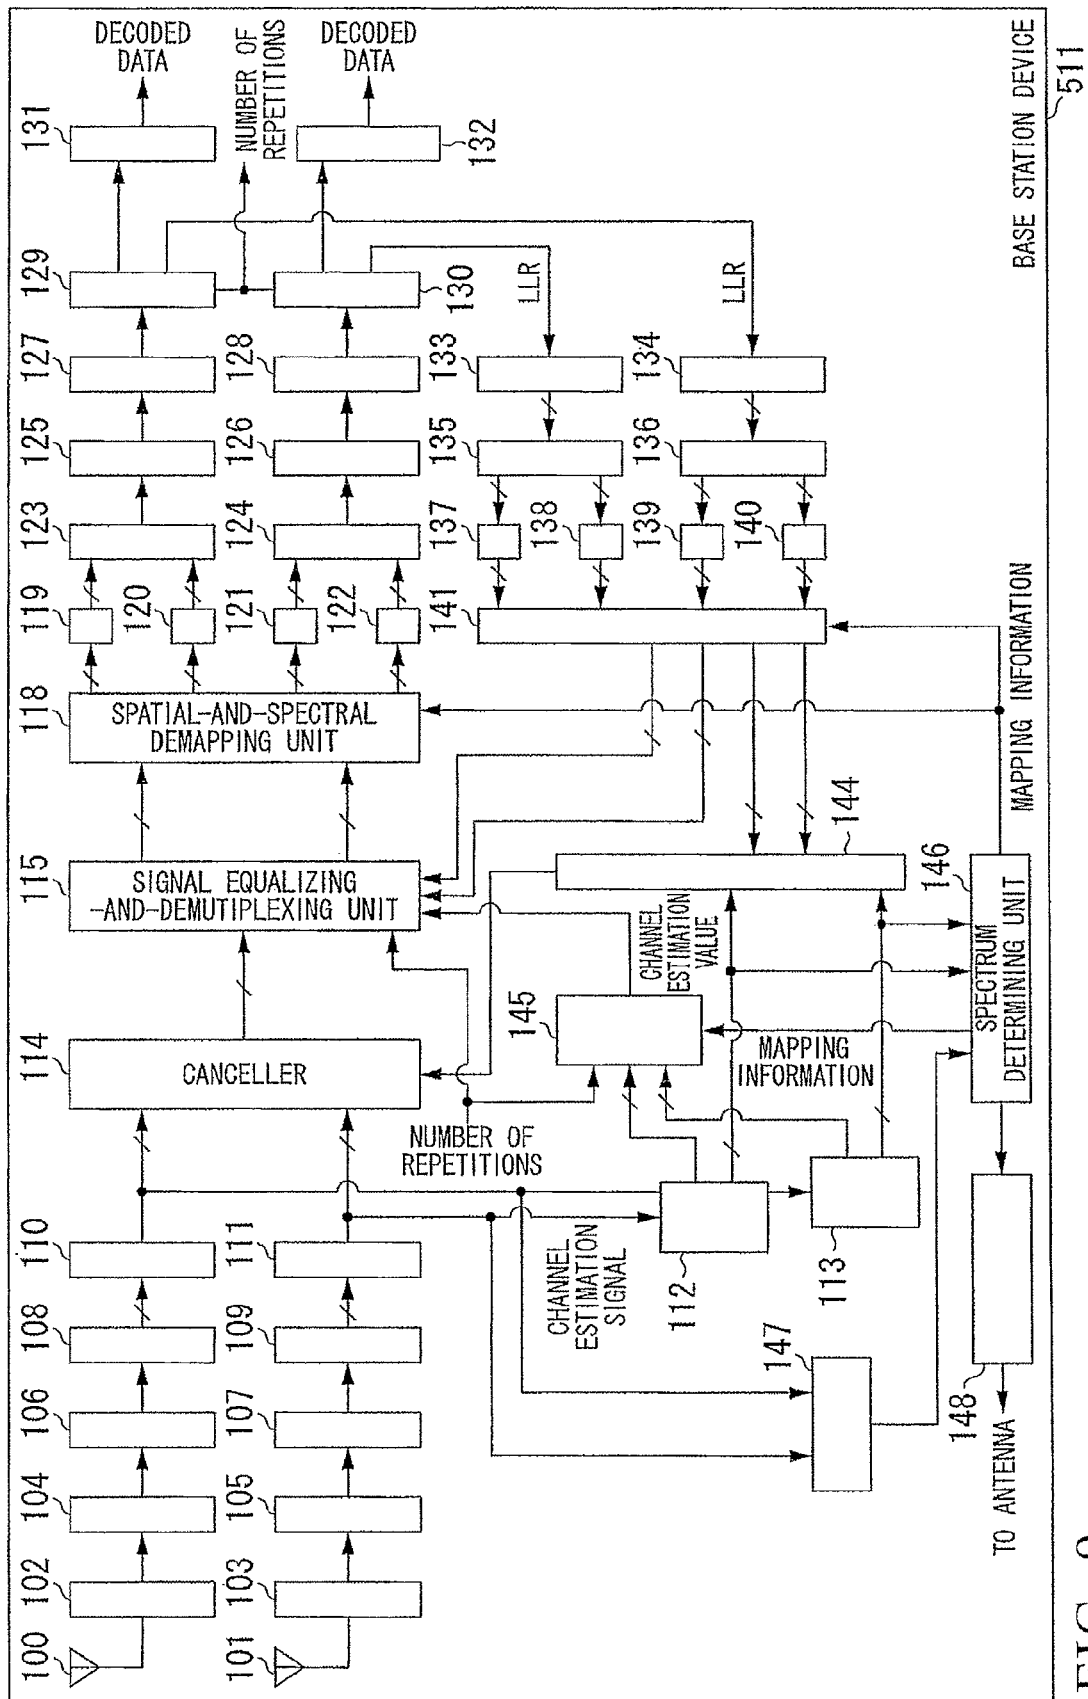 100
102
104
106
108
110
114
CANCELLER
115
SIGNAL EQUALIZING
-AND-DEMUTIPLEXING UNIT
118
SPATIAL-AND-SPECTRAL
DEMAPPING UNIT
119
120
123
125
127
129
131
DECODED
DATA
NUMBER OF
REPETITIONS
101
103
105
107
109
111
121
122
124
126
128
130
132
DECODED
DATA
NUMBER OF
REPETITIONS
CHANNEL
ESTIMATION
SIGNAL
112
113
145
CHANNEL
ESTIMATION
VALUE
MAPPING
INFORMATION
141
137
138
135
133
LLR
139
140
136
134
LLR
144
147
148
TO ANTENNA
146
SPECTRUM
DETERMINING UNIT
MAPPING INFORMATION
BASE STATION DEVICE
511
FIG.